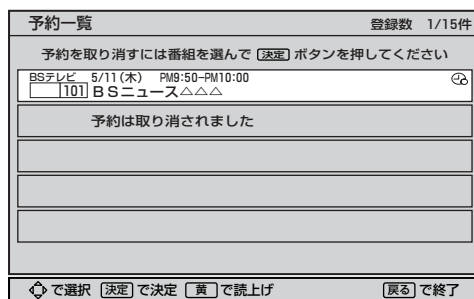 予約一覧 登録数 1/15件
予約を取り消すには番組を選んで 決定 ボタンを押してください
BSテレビ 5/11(木) PM9:50-PM10:00
101 BSニュース△△△
予約は取り消されました
で選択 決定 で決定 黄 で読上げ 戻る で終了